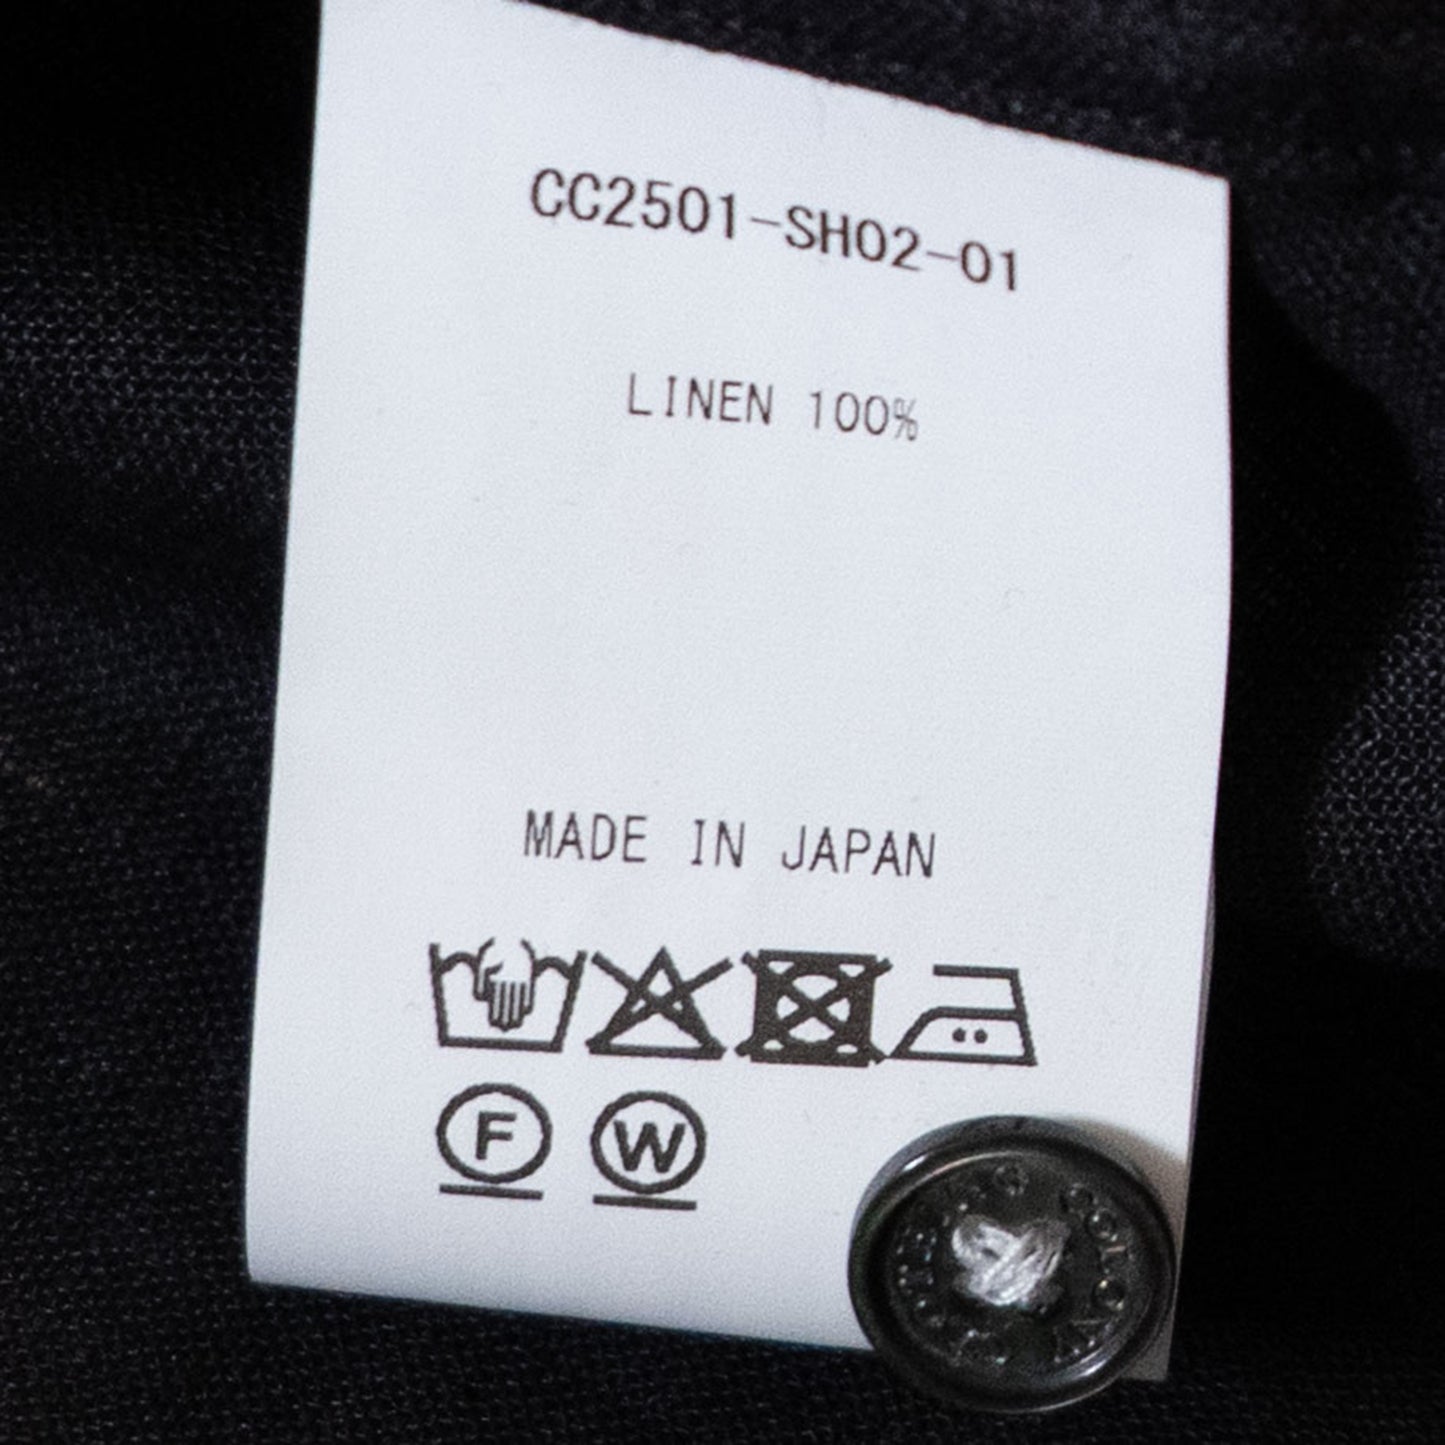 CC2501-SH02-01
LINEN 100%
MADE IN JAPAN
F W